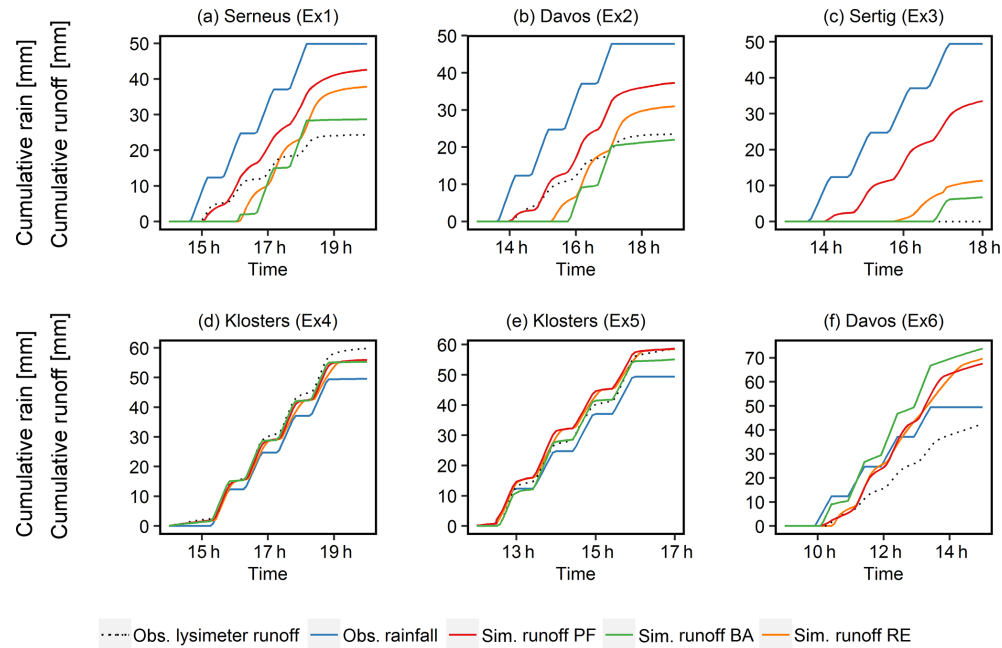 (a) Serneus (Ex1)
(b) Davos (Ex2)
(c) Sertig (Ex3)
Cumulative rain [mm]
Cumulative runoff [mm]
50
40
30
20
10
0
15 h
17 h
19 h
Time
50
40
30
20
10
0
14 h
16 h
18 h
Time
50
40
30
20
10
0
14 h
16 h
18 h
Time
(d) Klosters (Ex4)
(e) Klosters (Ex5)
(f) Davos (Ex6)
Cumulative rain [mm]
Cumulative runoff [mm]
60
50
40
30
20
10
0
15 h
17 h
19 h
Time
60
50
40
30
20
10
0
13 h
15 h
17 h
Time
70
60
50
40
30
20
10
0
10 h
12 h
14 h
Time
Obs. lysimeter runoff
Obs. rainfall
Sim. runoff PF
Sim. runoff BA
Sim. runoff RE